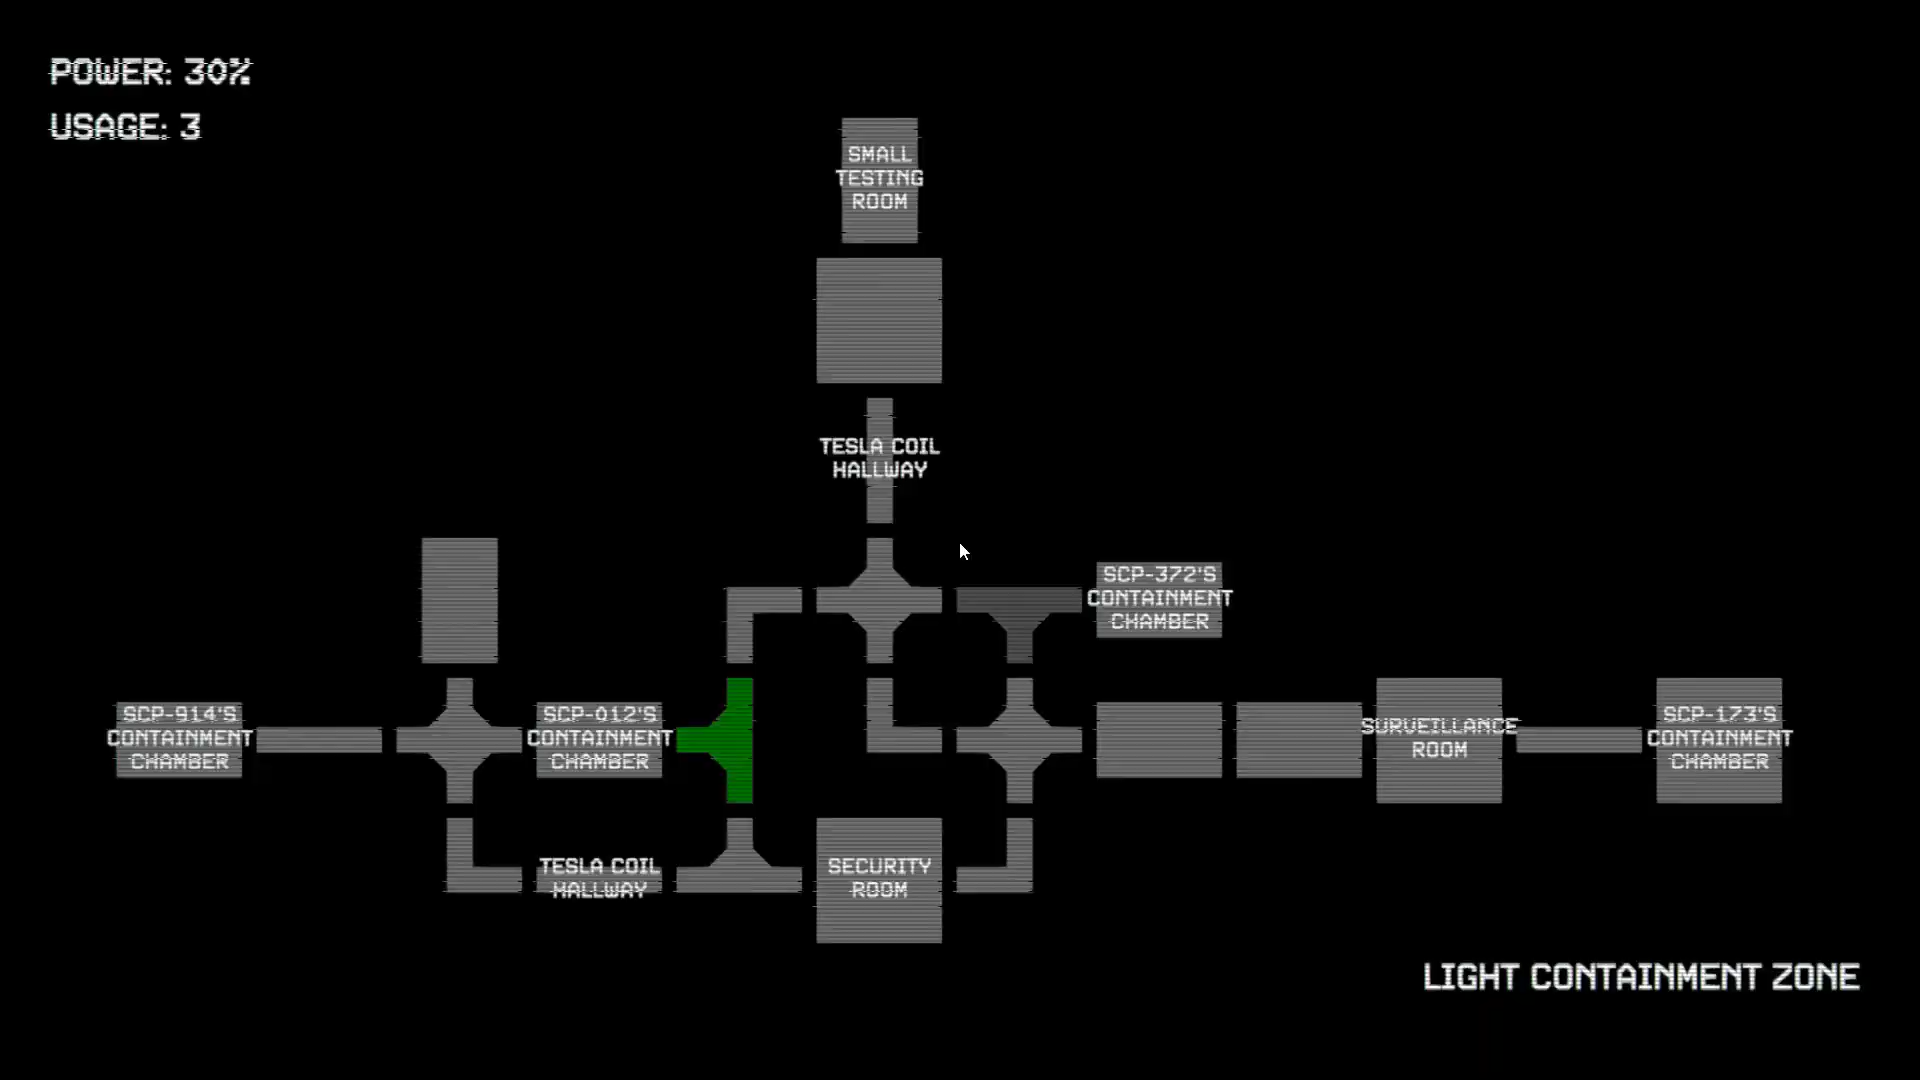 POWER: 30%
USAGE: 3
SMALL
TESTING
ROOM
TESLA COIL
HALLWAY
SCP-372'S
CONTAINMENT
CHAMBER
SCP-914'S
CONTAINMENT
CHAMBER
SCP-012'S
CONTAINMENT
CHAMBER
SURVEILLANCE
ROOM
SCP-173'S
CONTAINMENT
CHAMBER
TESLA COIL
HALLWAY
SECURITY
ROOM
LIGHT CONTAINMENT ZONE